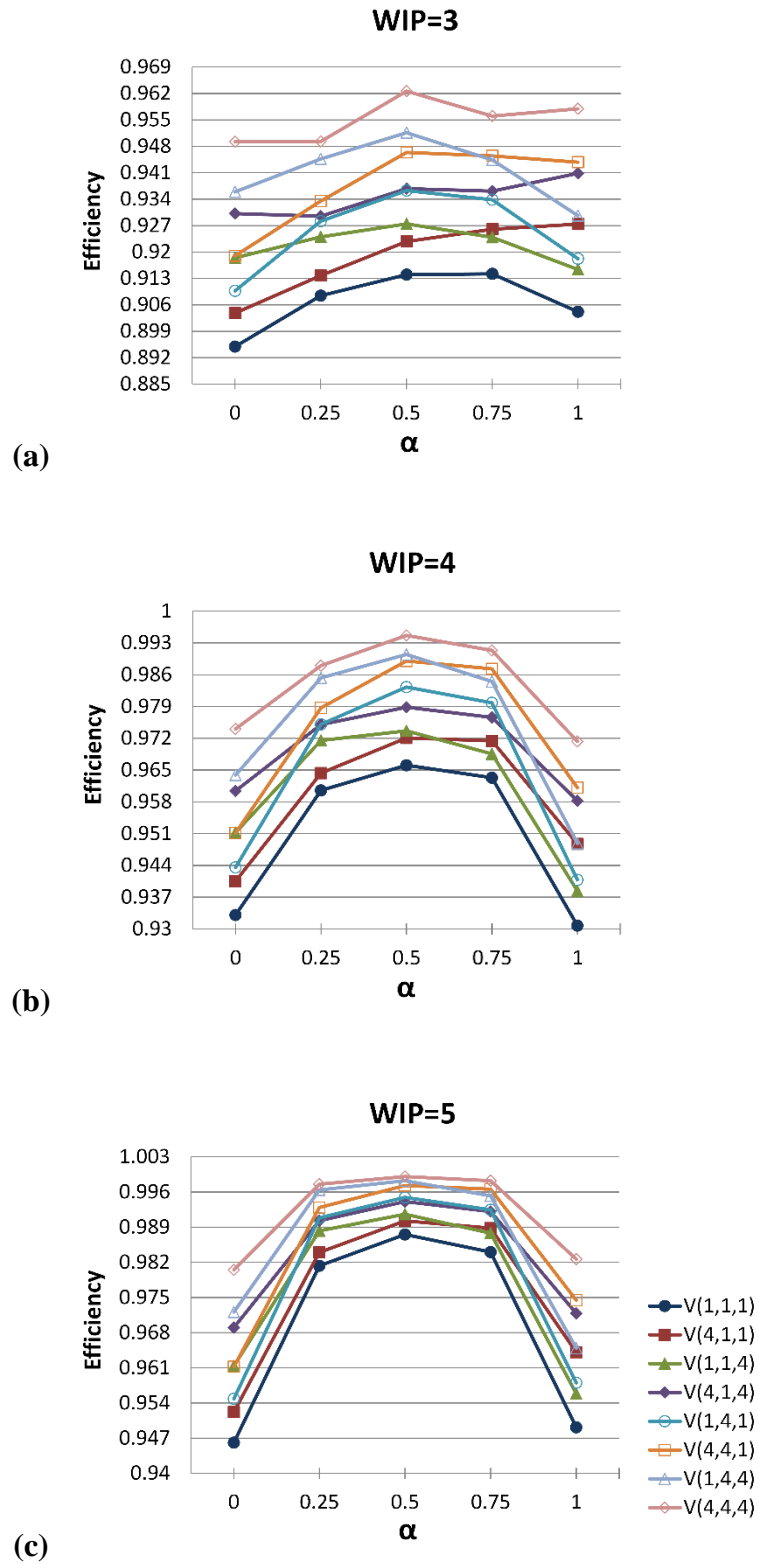 WIP=3
0.969
0.962
0.955
0.948
0.941
0.934
0.927
0.92
0.913
0.906
0.899
0.892
0.885
Efficiency
0 0.25 0.5 0.75 1
α
(a)
WIP=4
1
0.993
0.986
0.979
0.972
0.965
0.958
0.951
0.944
0.937
0.93
Efficiency
0 0.25 0.5 0.75 1
α
(b)
WIP=5
1.003
0.996
0.989
0.982
0.975
0.968
0.961
0.954
0.947
0.94
Efficiency
0 0.25 0.5 0.75 1
α
V(1,1,1)
V(4,1,1)
V(1,1,4)
V(4,1,4)
V(1,4,1)
V(4,4,1)
V(1,4,4)
V(4,4,4)
(c)